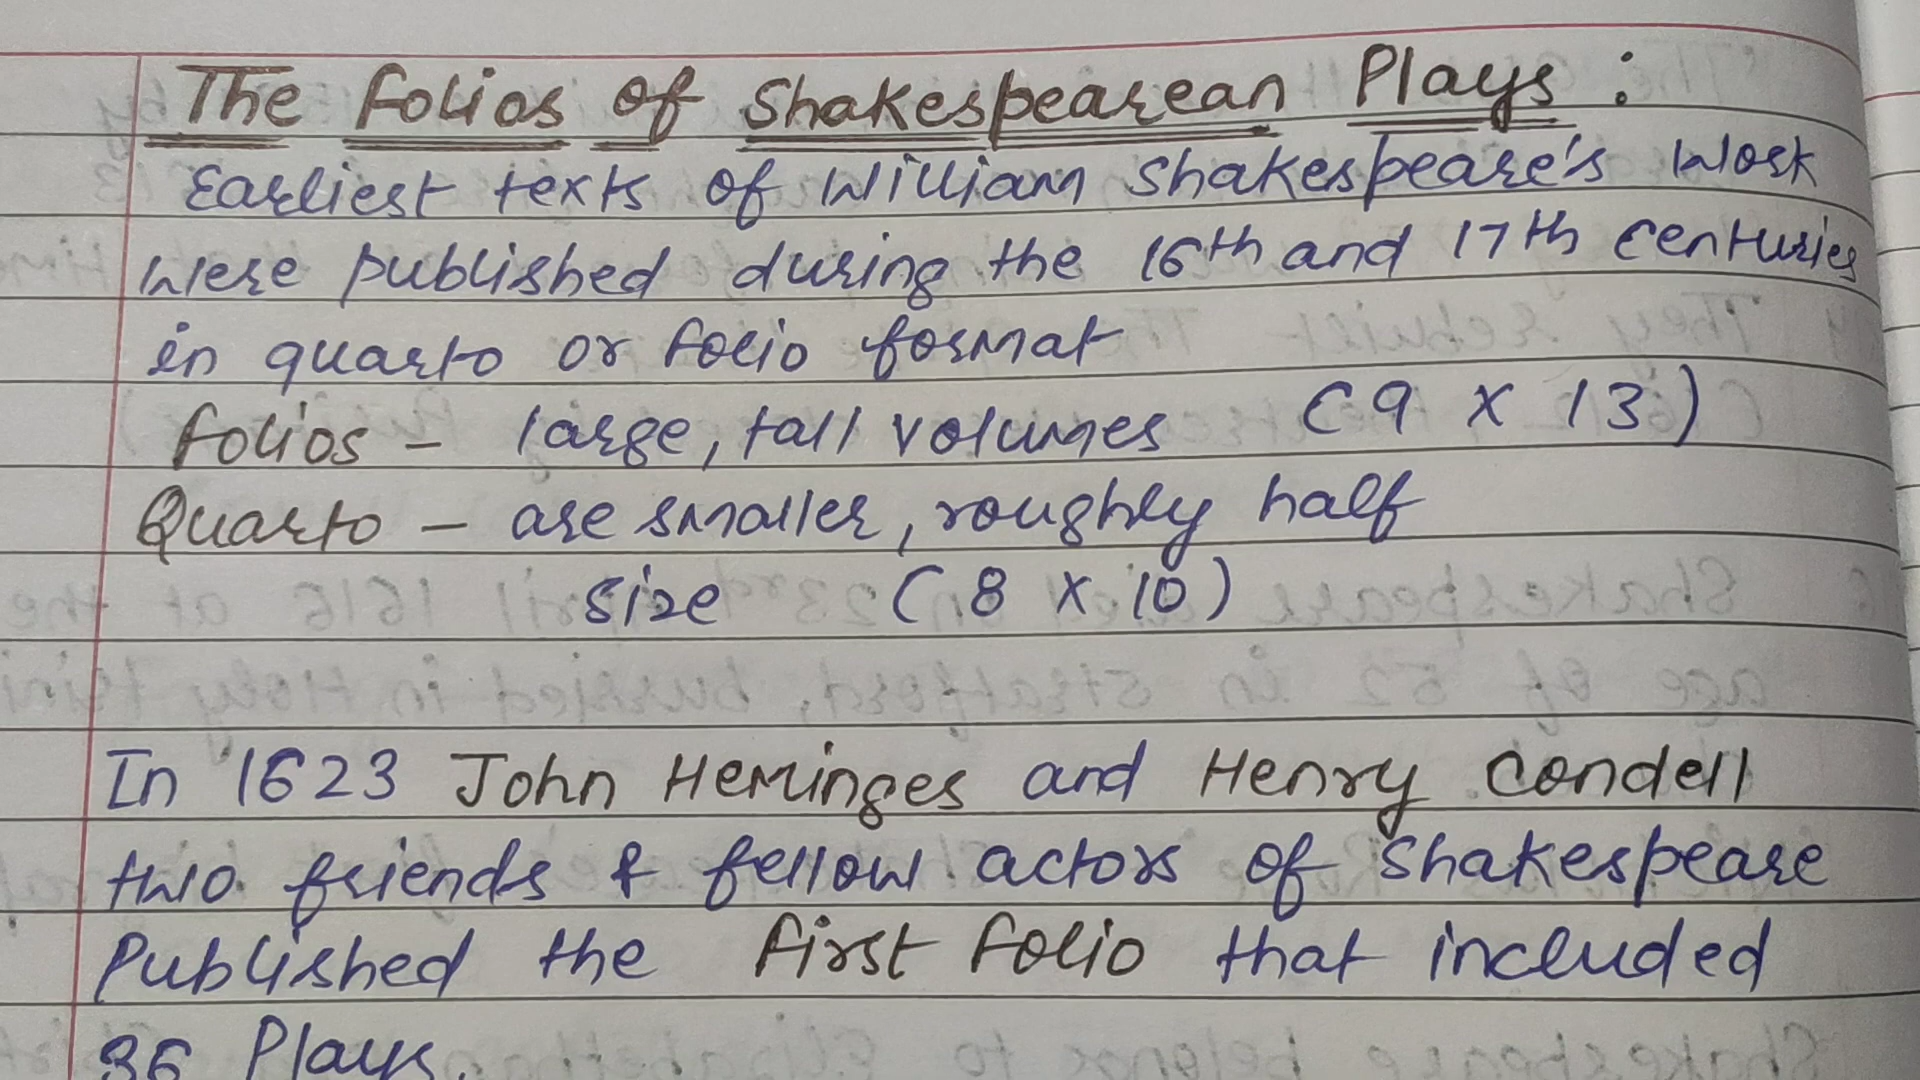 The Folios of Shakespearean Plays :
Earliest texts of William Shakespeare's work
were published during the 16th and 17th centuries
in quarto or folio format
Folios - large, tall volumes (9 x 13)
Quarto - are smaller, roughly half
size (8 x 10)
In 1623 John Heminges and Henry Condell
two friends & fellow actors of Shakespeare
Published the First Folio that included
36 Plays.